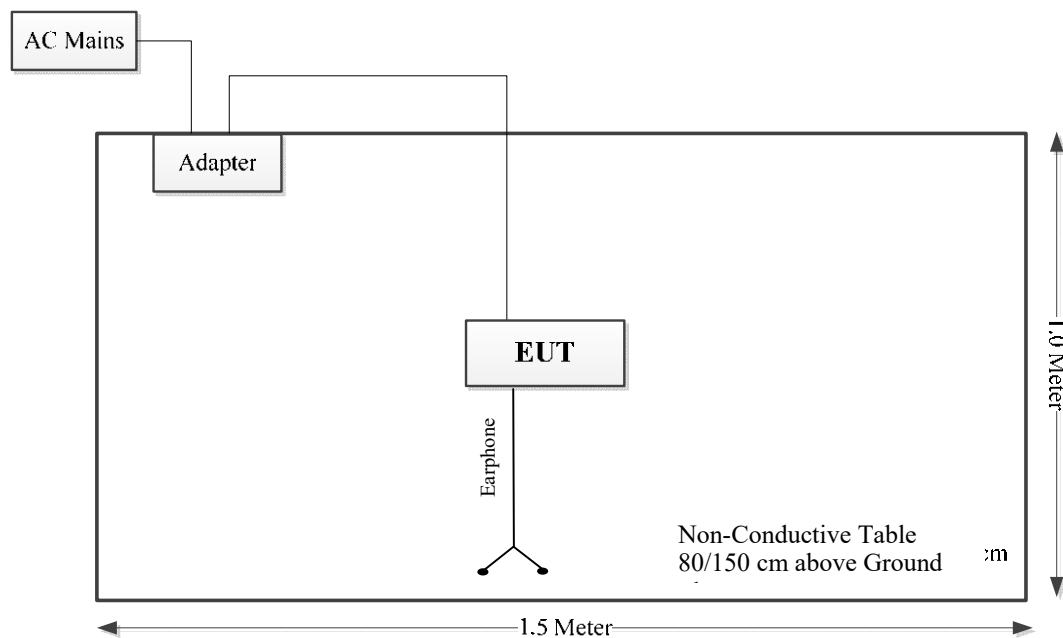 AC Mains
Adapter
EUT
Earphone
Non-Conductive Table
80/150 cm above Ground
cm
1.0 Meter
1.5 Meter